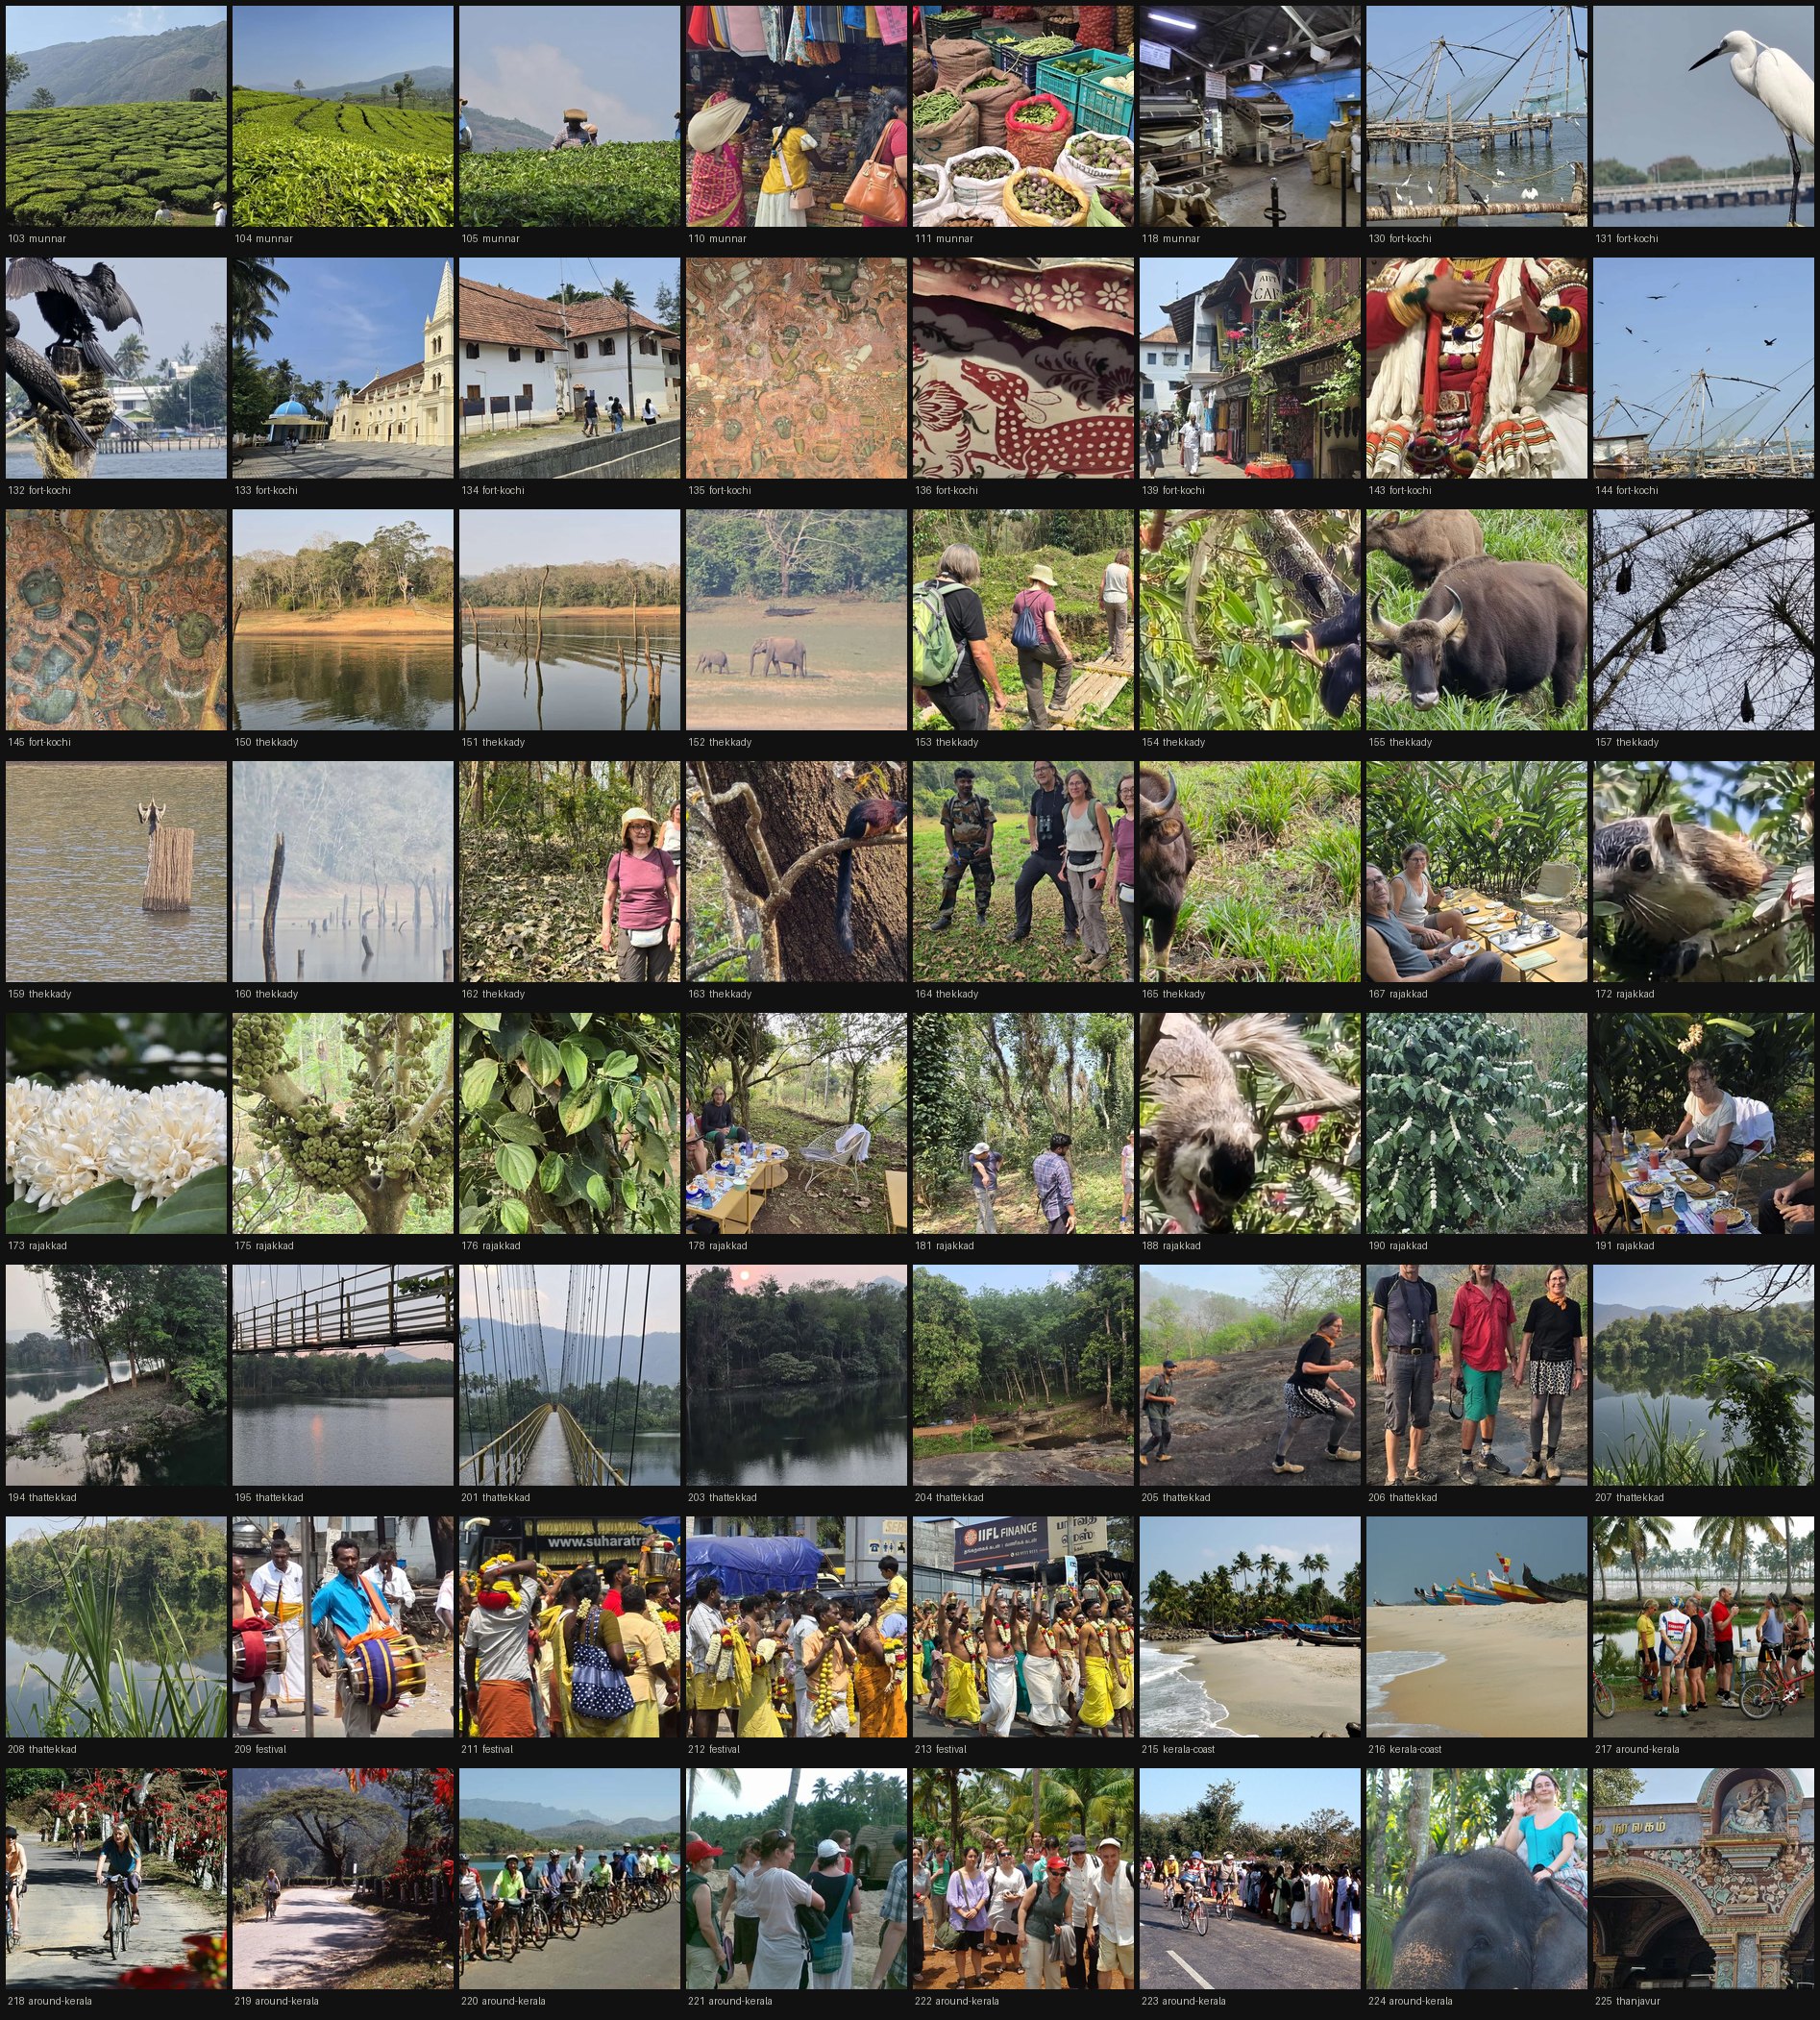 103 munnar
104 munnar
105 munnar
110 munnar
111 munnar
118 munnar
130 fort-kochi
131 fort-kochi
132 fort-kochi
133 fort-kochi
134 fort-kochi
135 fort-kochi
136 fort-kochi
THE GLASS
139 fort-kochi
143 fort-kochi
144 fort-kochi
145 fort-kochi
150 thekkady
151 thekkady
152 thekkady
153 thekkady
154 thekkady
155 thekkady
157 thekkady
159 thekkady
160 thekkady
162 thekkady
163 thekkady
164 thekkady
165 thekkady
167 rajakkad
172 rajakkad
173 rajakkad
175 rajakkad
176 rajakkad
178 rajakkad
181 rajakkad
188 rajakkad
190 rajakkad
191 rajakkad
194 thattekkad
195 thattekkad
201 thattekkad
203 thattekkad
204 thattekkad
205 thattekkad
206 thattekkad
207 thattekkad
www.suharatr
IIFL FINANCE
208 thattekkad
209 festival
211 festival
212 festival
213 festival
215 kerala-coast
216 kerala-coast
217 around-kerala
218 around-kerala
219 around-kerala
220 around-kerala
221 around-kerala
222 around-kerala
223 around-kerala
224 around-kerala
225 thanjavur